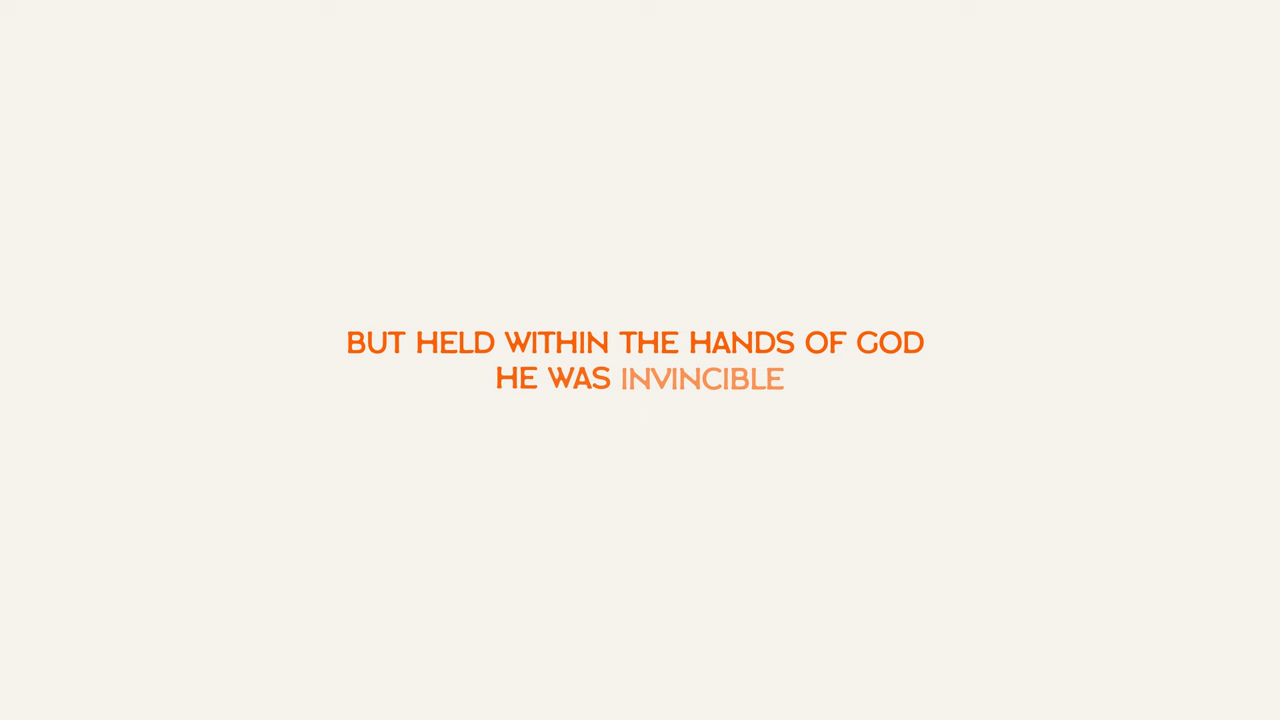 BUT HELD WITHIN THE HANDS OF GOD
HE WAS INVINCIBLE